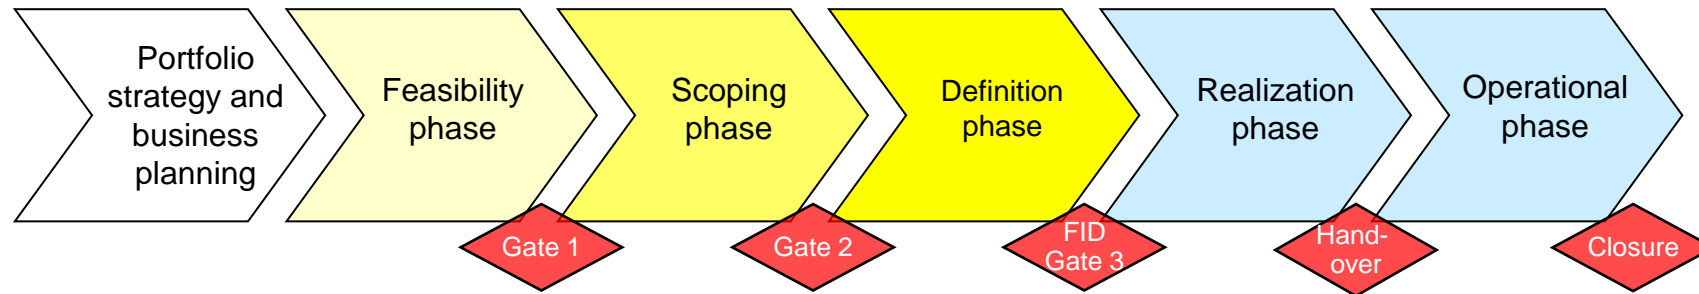 Portfolio
strategy and
business
planning
Feasibility
phase
Scoping
phase
Definition
phase
Realization
phase
Operational
phase
Gate 1
Gate 2
FID
Gate 3
Hand-
over
Closure